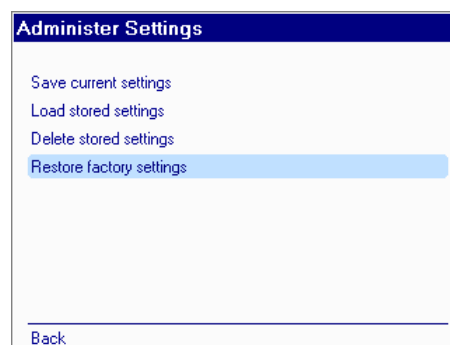 Administer Settings
Save current settings
Load stored settings
Delete stored settings
Restore factory settings
Back